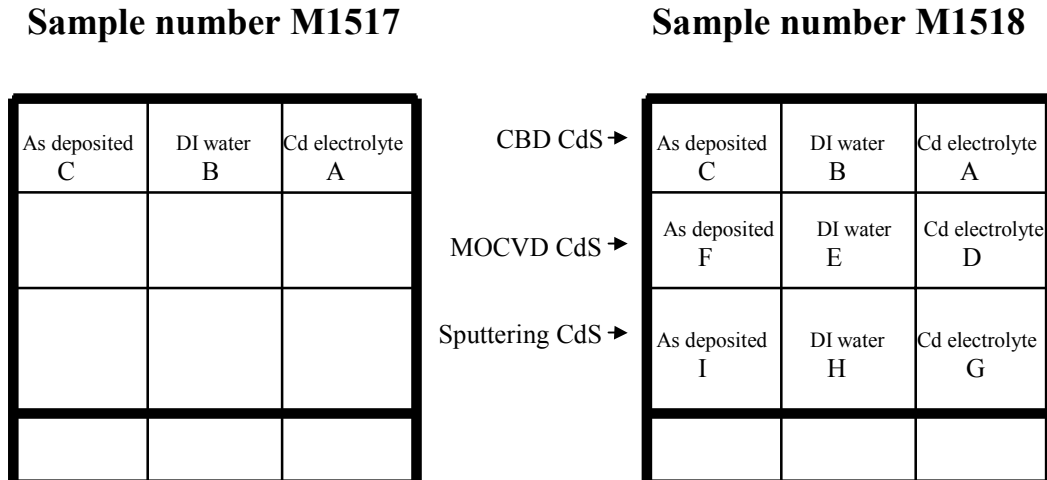 Sample number M1517
As deposited
C
DI water
B
Cd electrolyte
A
Sample number M1518
CBD CdS
As deposited
C
DI water
B
Cd electrolyte
A
MOCVD CdS
As deposited
F
DI water
E
Cd electrolyte
D
Sputtering CdS
As deposited
I
DI water
H
Cd electrolyte
G